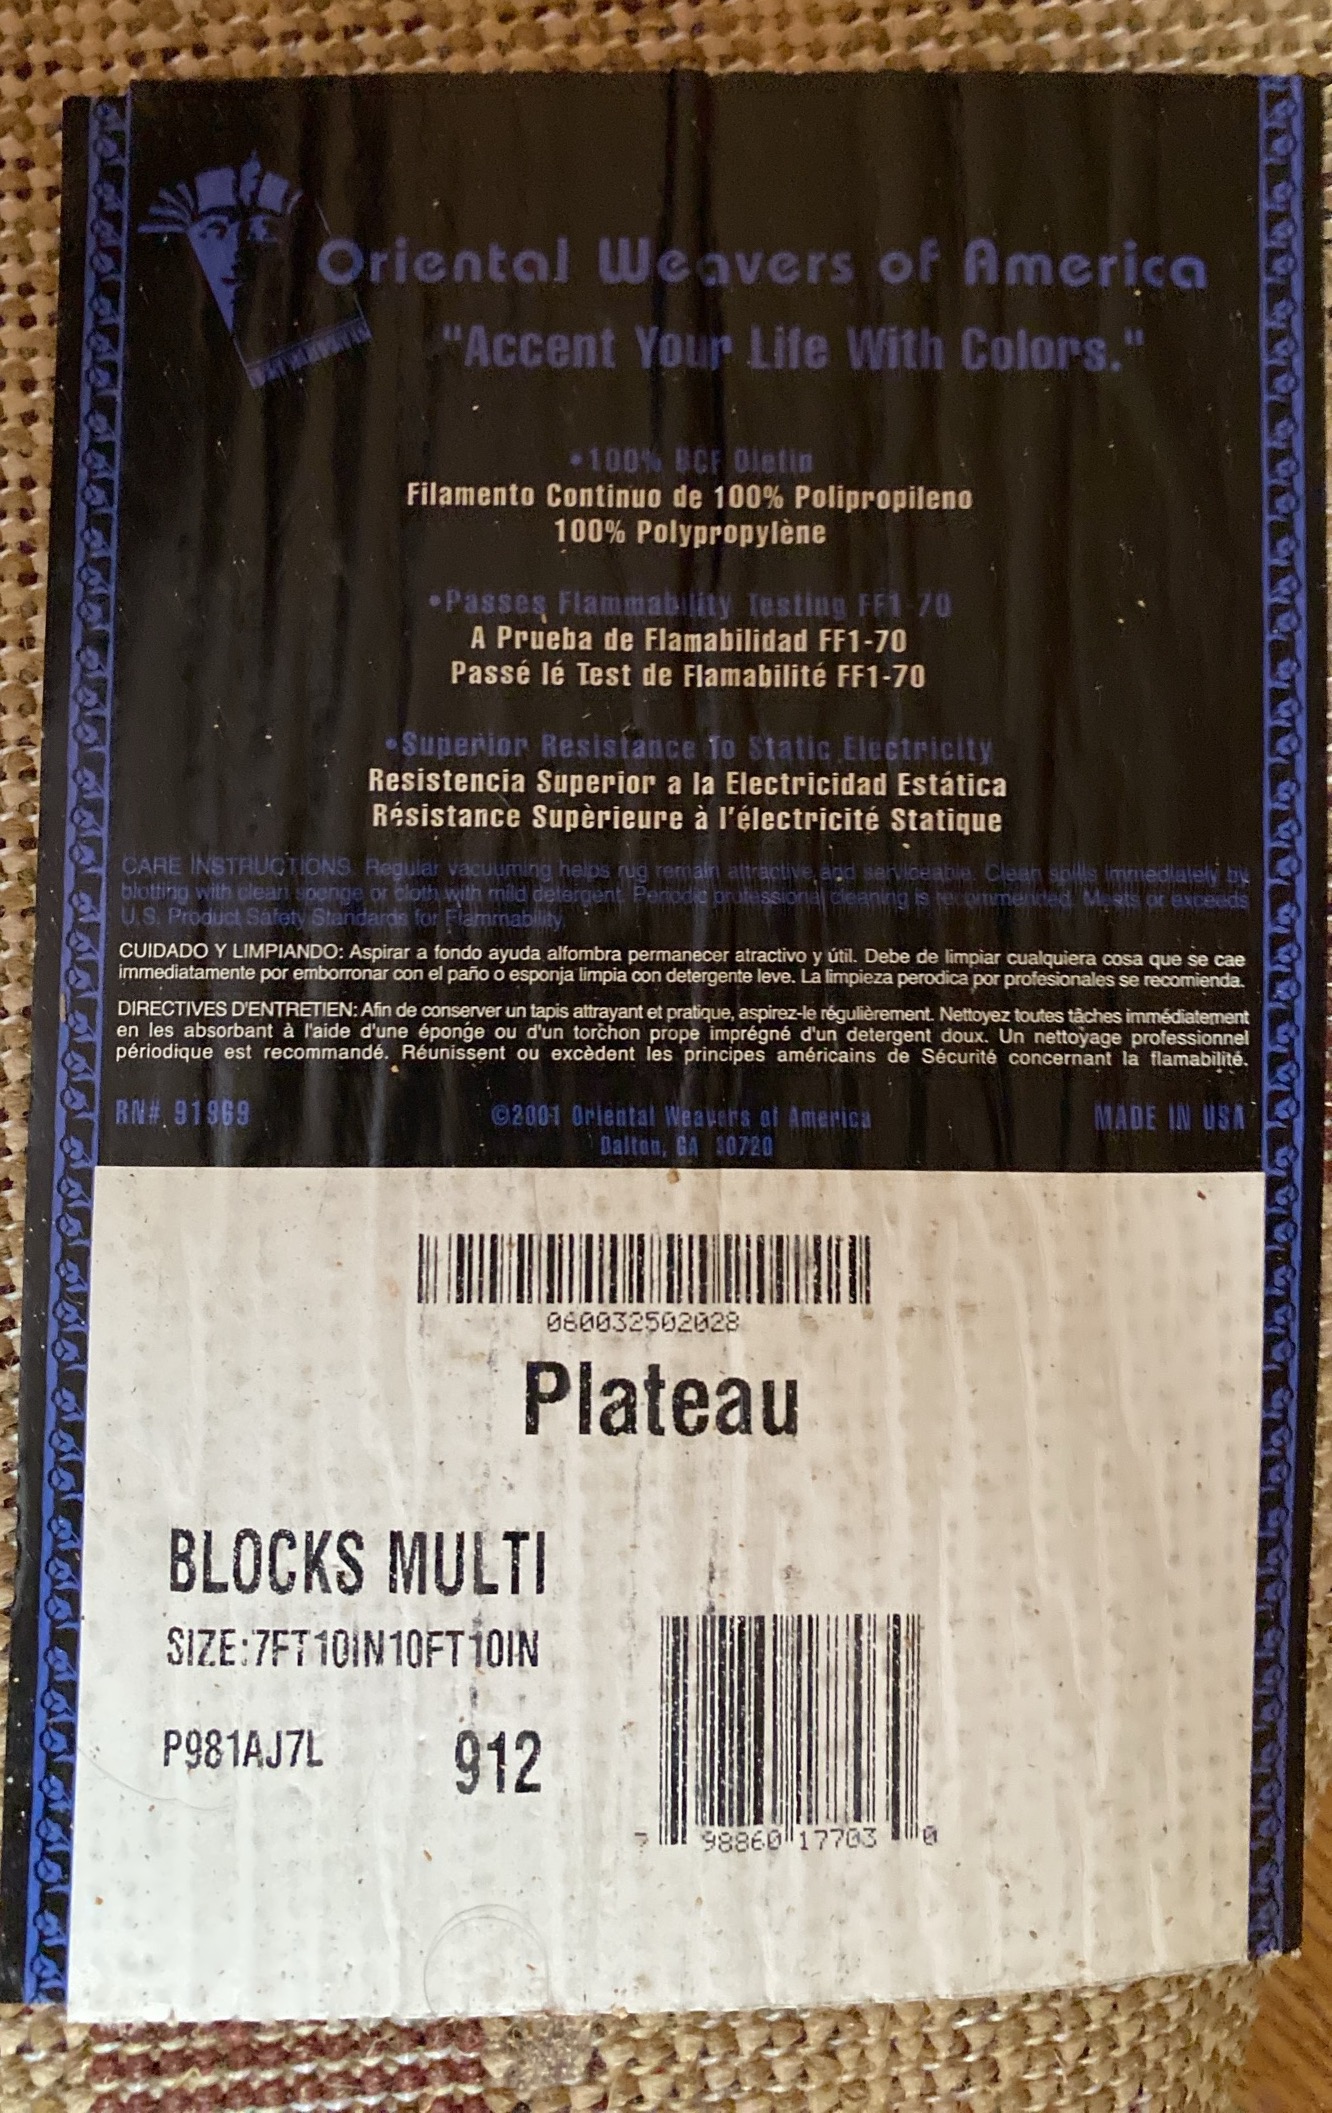 Oriental Weavers of America
"Accent Your Life With Colors."
•100% BCF Olefin
Filamento Continuo de 100% Polipropileno
100% Polypropylène
•Passes Flammability Testing FF1-70
A Prueba de Flamabilidad FF1-70
Passé lé Test de Flamabilité FF1-70
•Superior Resistance To Static Electricity
Resistencia Superior a la Electricidad Estática
Résistance Supèrieure à l'électricité Statique
CARE INSTRUCTIONS: Regular vacuuming helps rug remain attractive and serviceable. Clean spills immediately by
blotting with clean sponge or cloth with mild detergent. Periodic professional cleaning is recommended. Meets or exceeds
U.S. Product Safety Standards for Flammability.
CUIDADO Y LIMPIANDO: Aspirar a fondo ayuda alfombra permanecer atractivo y útil. Debe de limpiar cualquiera cosa que se cae
immediatamente por emborronar con el paño o esponja limpia con detergente leve. La limpieza perodica por profesionales se recomienda.
DIRECTIVES D'ENTRETIEN: Afin de conserver un tapis attrayant et pratique, aspirez-le régulièrement. Nettoyez toutes tâches immédiatement
en les absorbant à l'aide d'une éponge ou d'un torchon prope imprégné d'un detergent doux. Un nettoyage professionnel
périodique est recommandé. Réunissent ou excèdent les principes américains de Sécurité concernant la flamabilité.
RN# 91969 ©2001 Oriental Weavers of America MADE IN USA
Dalton, GA 30720
060032502028
Plateau
BLOCKS MULTI
SIZE:7FT10IN10FT10IN
P981AJ7L 912
7 98860 17703 0